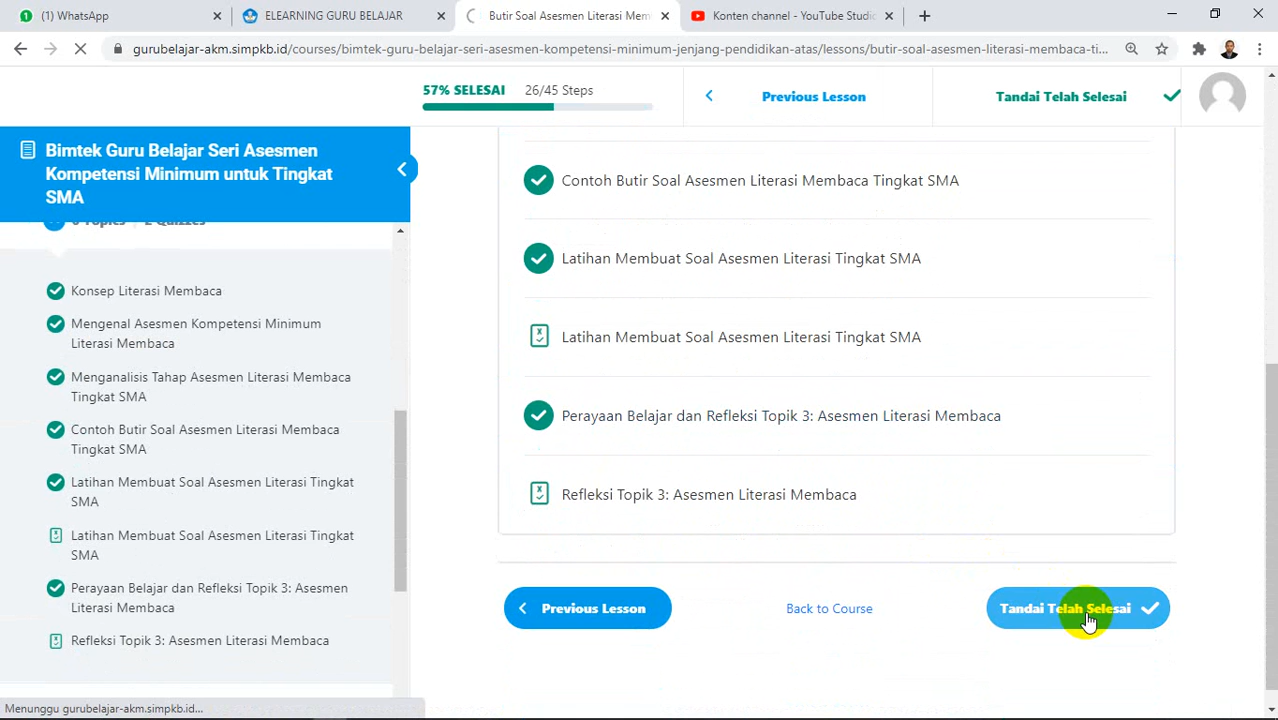 (1) WhatsApp
ELEARNING GURU BELAJAR
Butir Soal Asesmen Literasi Mem
Konten channel - YouTube Studio
gurubelajar-akm.simpkb.id/courses/bimtek-guru-belajar-seri-asesmen-kompetensi-minimum-jenjang-pendidikan-atas/lessons/butir-soal-asesmen-literasi-membaca-ti...
57% SELESAI 26/45 Steps
Previous Lesson
Tandai Telah Selesai
Bimtek Guru Belajar Seri Asesmen
Kompetensi Minimum untuk Tingkat
SMA
6 Topics | 2 Quizzes
Konsep Literasi Membaca
Mengenal Asesmen Kompetensi Minimum
Literasi Membaca
Menganalisis Tahap Asesmen Literasi Membaca
Tingkat SMA
Contoh Butir Soal Asesmen Literasi Membaca
Tingkat SMA
Latihan Membuat Soal Asesmen Literasi Tingkat
SMA
Latihan Membuat Soal Asesmen Literasi Tingkat
SMA
Perayaan Belajar dan Refleksi Topik 3: Asesmen
Literasi Membaca
Refleksi Topik 3: Asesmen Literasi Membaca
Contoh Butir Soal Asesmen Literasi Membaca Tingkat SMA
Latihan Membuat Soal Asesmen Literasi Tingkat SMA
Latihan Membuat Soal Asesmen Literasi Tingkat SMA
Perayaan Belajar dan Refleksi Topik 3: Asesmen Literasi Membaca
Refleksi Topik 3: Asesmen Literasi Membaca
Previous Lesson
Back to Course
Tandai Telah Selesai
Menunggu gurubelajar-akm.simpkb.id...